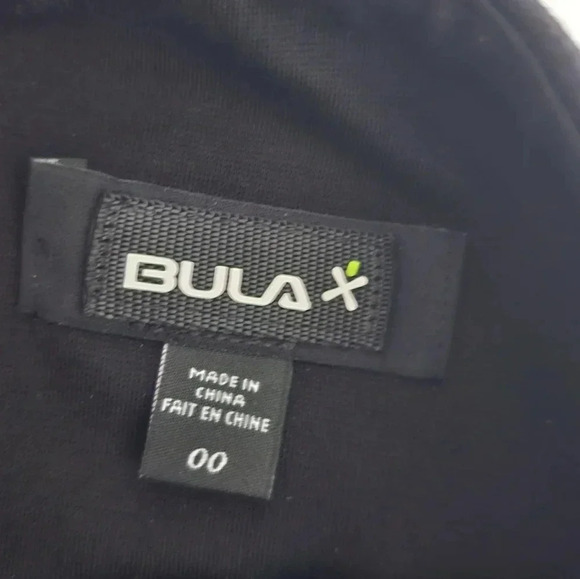 BULA
MADE IN
CHINA
FAIT EN CHINE
00